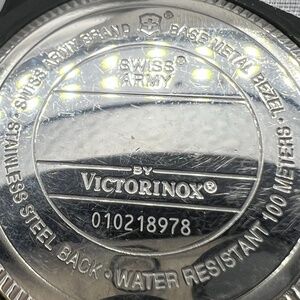 SWISS ARMY BRAND
BASE METAL BEZEL · STAINLESS STEEL BACK · WATER RESISTANT 100 METERS ·
SWISS
ARMY
BY
VICTORINOX®
010218978